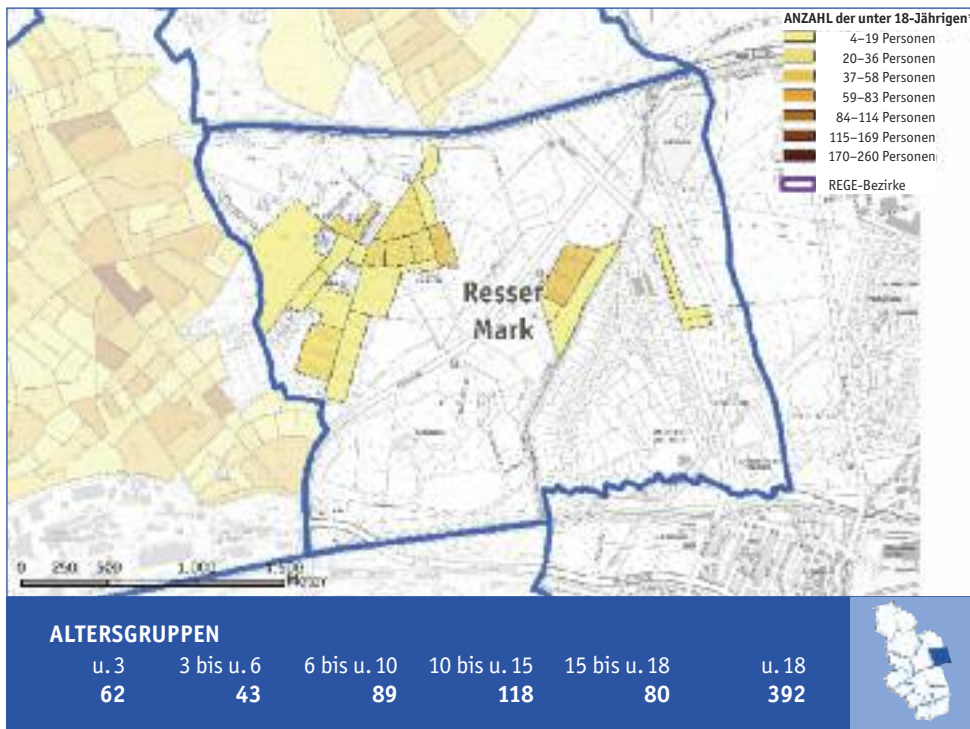 ANZAHL der unter 18-Jährigen*
4–19 Personen
20–36 Personen
37–58 Personen
59–83 Personen
84–114 Personen
115–169 Personen
170–260 Personen
REGE-Bezirke
Resser
Mark
0 250 500 1.000 1.500
Meter
ALTERSGRUPPEN
u. 3 3 bis u. 6 6 bis u. 10 10 bis u. 15 15 bis u. 18 u. 18
62 43 89 118 80 392